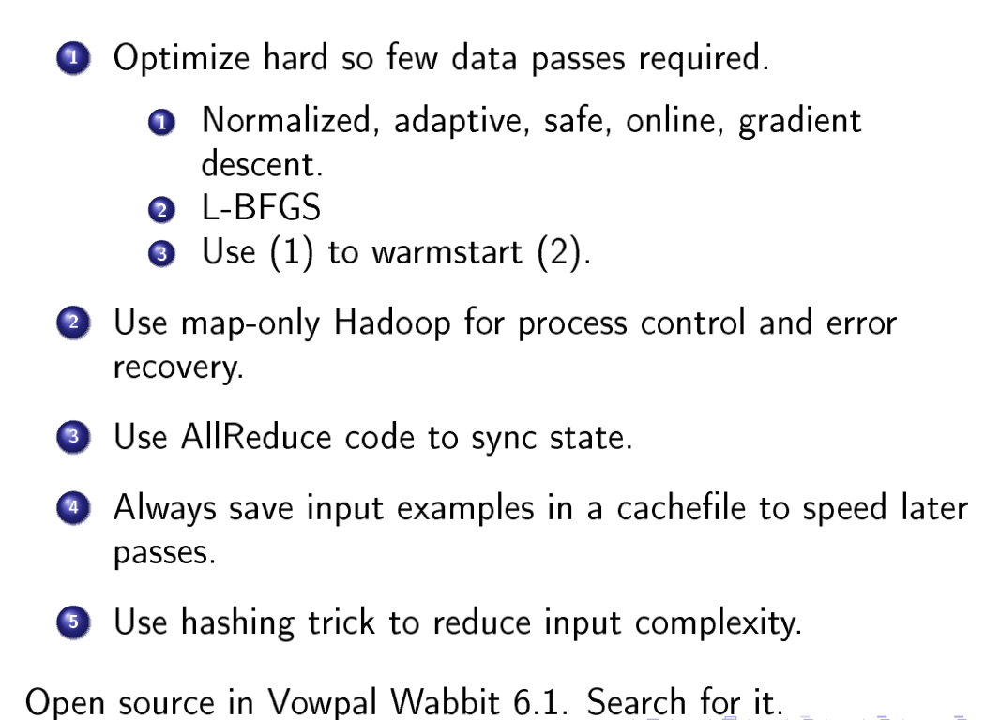 1 Optimize hard so few data passes required.
1 Normalized, adaptive, safe, online, gradient
descent.
2 L-BFGS
3 Use (1) to warmstart (2).
2 Use map-only Hadoop for process control and error
recovery.
3 Use AllReduce code to sync state.
4 Always save input examples in a cachefile to speed later
passes.
5 Use hashing trick to reduce input complexity.
Open source in Vowpal Wabbit 6.1. Search for it.